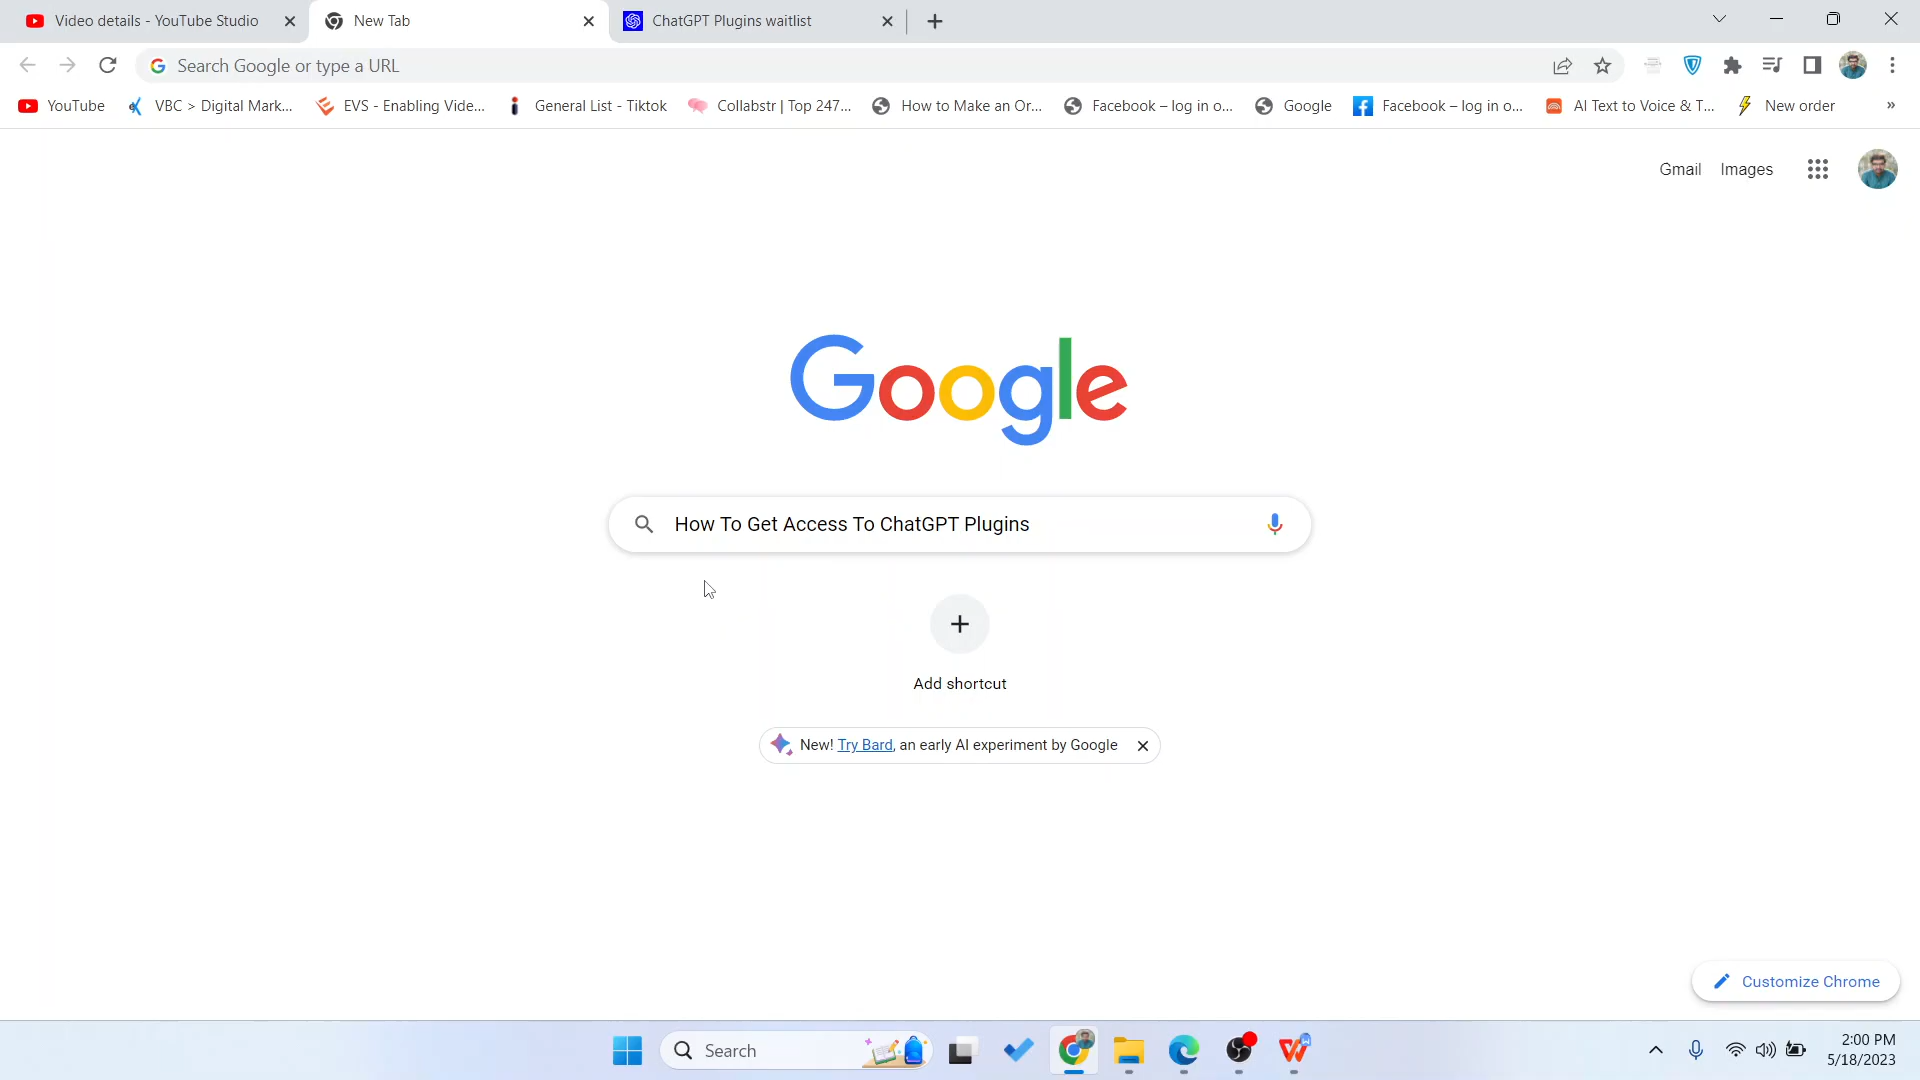 Video details - YouTube Studio
New Tab
ChatGPT Plugins waitlist
Search Google or type a URL
YouTube
VBC > Digital Mark...
EVS - Enabling Vide...
General List - Tiktok
Collabstr | Top 247...
How to Make an Or...
Facebook – log in o...
Google
Facebook – log in o...
AI Text to Voice & T...
New order
»
Gmail
Images
Google
How To Get Access To ChatGPT Plugins
Add shortcut
New! Try Bard, an early AI experiment by Google
Customize Chrome
Search
2:00 PM
5/18/2023